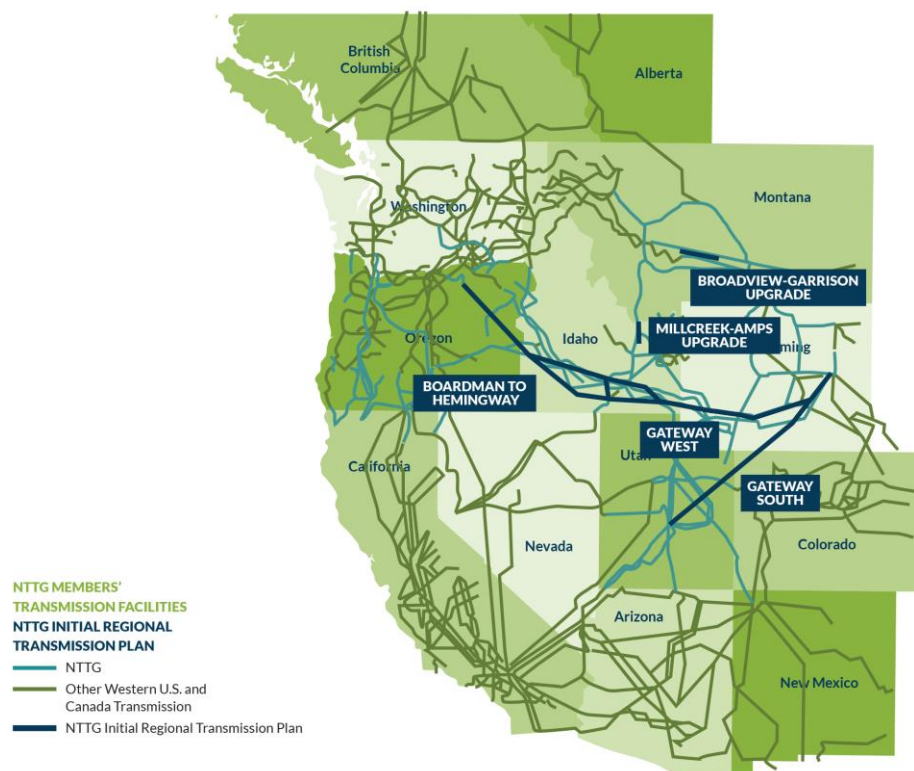 British
Columbia
Alberta
Washington
Montana
BROADVIEW-GARRISON
UPGRADE
MILLCREEK-AMPS
UPGRADE
Idaho
ming
Oregon
BOARDMAN TO
HEMINGWAY
GATEWAY
WEST
Utah
California
GATEWAY
SOUTH
Nevada
Colorado
Arizona
New Mexico
NTTG MEMBERS'
TRANSMISSION FACILITIES
NTTG INITIAL REGIONAL
TRANSMISSION PLAN
NTTG
Other Western U.S. and
Canada Transmission
NTTG Initial Regional Transmission Plan